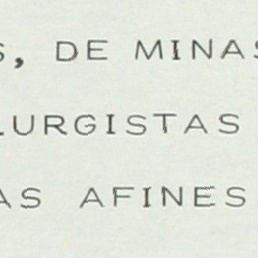 S, DE MINAS
LURGISTAS
AS AFINES